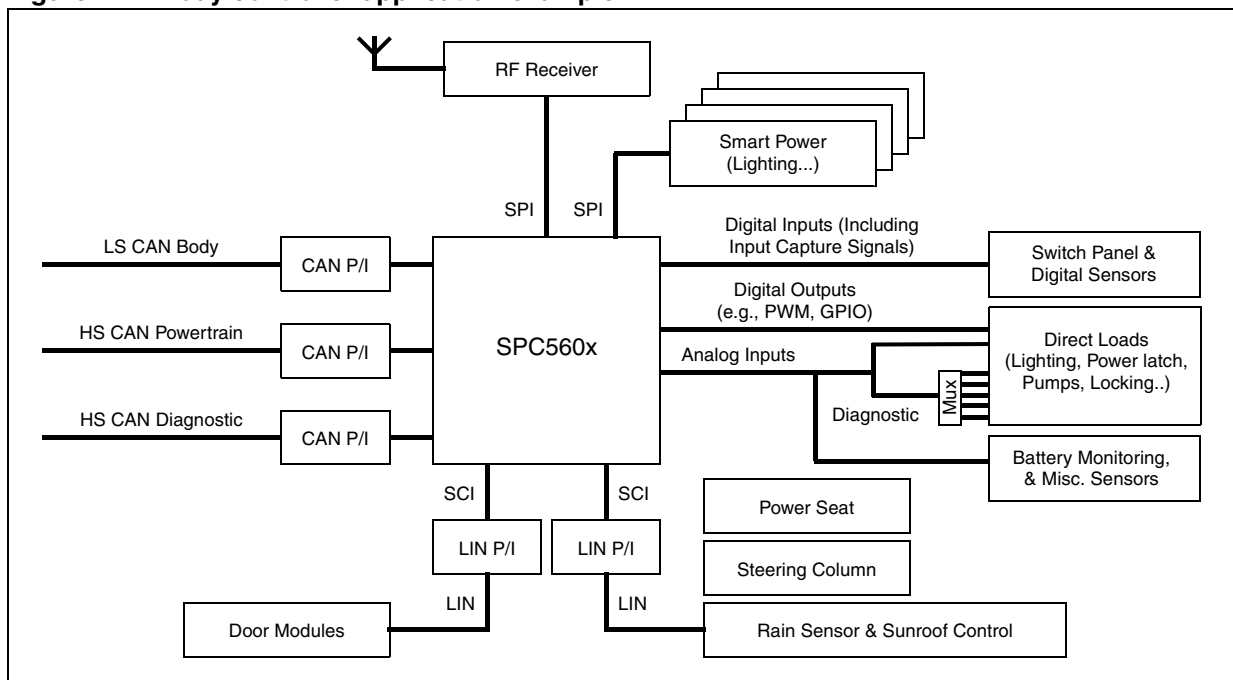 RF Receiver
Smart Power
(Lighting...)
SPI
SPI
Digital Inputs (Including
Input Capture Signals)
Switch Panel &
Digital Sensors
LS CAN Body
CAN P/I
Digital Outputs
(e.g., PWM, GPIO)
HS CAN Powertrain
CAN P/I
SPC560x
Analog Inputs
Direct Loads
(Lighting, Power latch,
Pumps, Locking..)
Mux
Diagnostic
HS CAN Diagnostic
CAN P/I
Battery Monitoring,
& Misc. Sensors
SCI
SCI
Power Seat
LIN P/I
LIN P/I
Steering Column
LIN
LIN
Door Modules
Rain Sensor & Sunroof Control